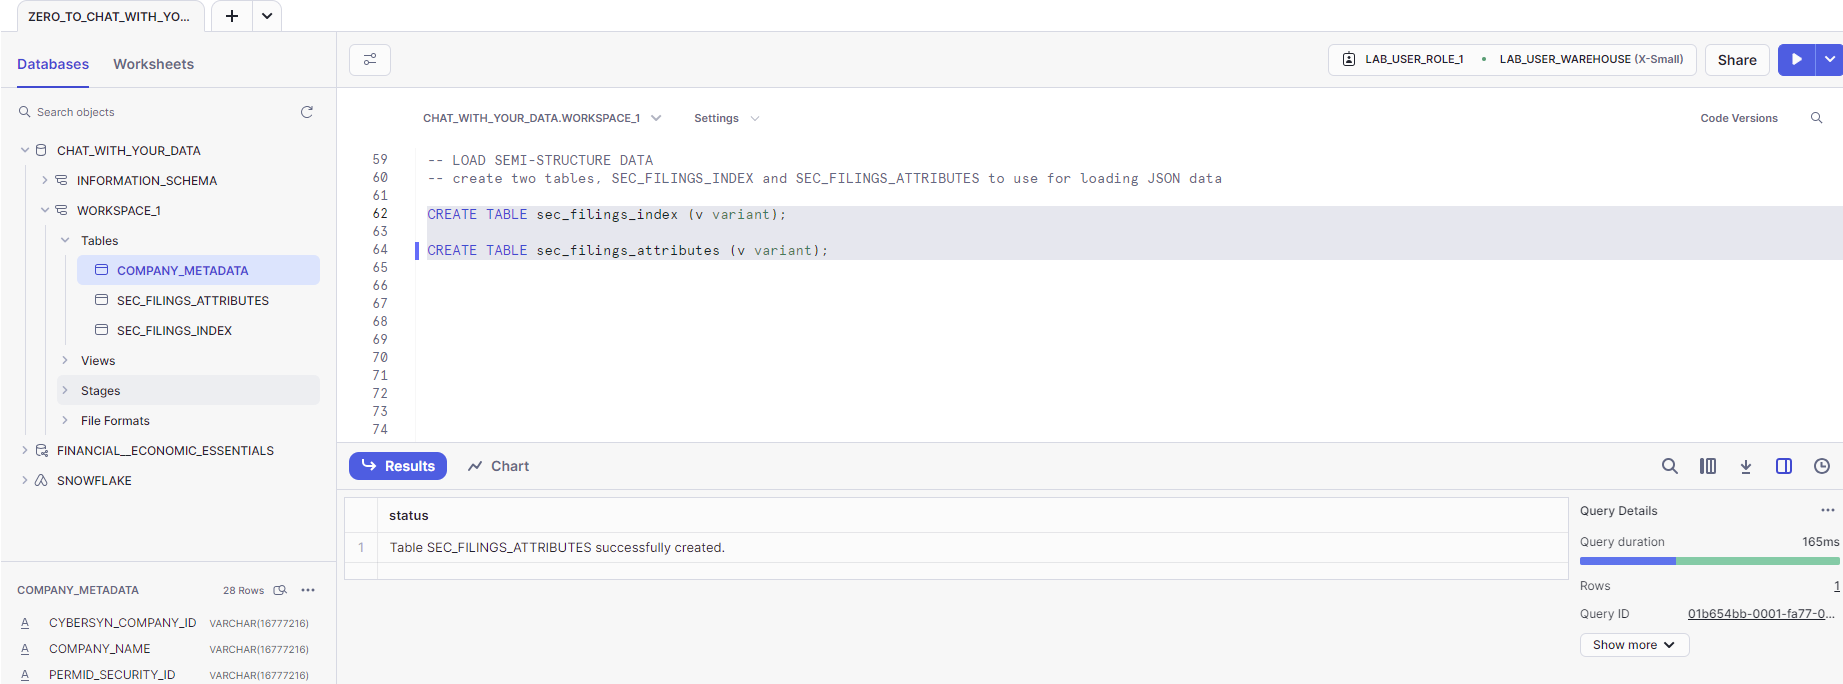 ZERO_TO_CHAT_WITH_YO...
Databases Worksheets
Search objects
CHAT_WITH_YOUR_DATA
INFORMATION_SCHEMA
WORKSPACE_1
Tables
COMPANY_METADATA
SEC_FILINGS_ATTRIBUTES
SEC_FILINGS_INDEX
Views
Stages
File Formats
FINANCIAL__ECONOMIC_ESSENTIALS
SNOWFLAKE
COMPANY_METADATA 28 Rows
A CYBERSYN_COMPANY_ID VARCHAR(16777216)
A COMPANY_NAME VARCHAR(16777216)
A PERMID_SECURITY_ID VARCHAR(16777216)
LAB_USER_ROLE_1 • LAB_USER_WAREHOUSE (X-Small) Share
CHAT_WITH_YOUR_DATA.WORKSPACE_1 Settings Code Versions
59 -- LOAD SEMI-STRUCTURE DATA
60 -- create two tables, SEC_FILINGS_INDEX and SEC_FILINGS_ATTRIBUTES to use for loading JSON data
61
62 CREATE TABLE sec_filings_index (v variant);
63
64 CREATE TABLE sec_filings_attributes (v variant);
65
66
67
68
69
70
71
72
73
74
Results Chart
status
1 Table SEC_FILINGS_ATTRIBUTES successfully created.
Query Details ...
Query duration 165ms
Rows 1
Query ID 01b654bb-0001-fa77-0...
Show more